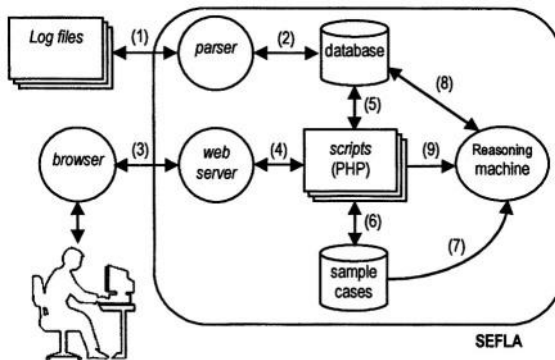 Log files
(1)
parser
(2)
database
(8)
(5)
browser
(3)
web
server
(4)
scripts
(PHP)
(9)
Reasoning
machine
(6)
(7)
sample
cases
SEFLA